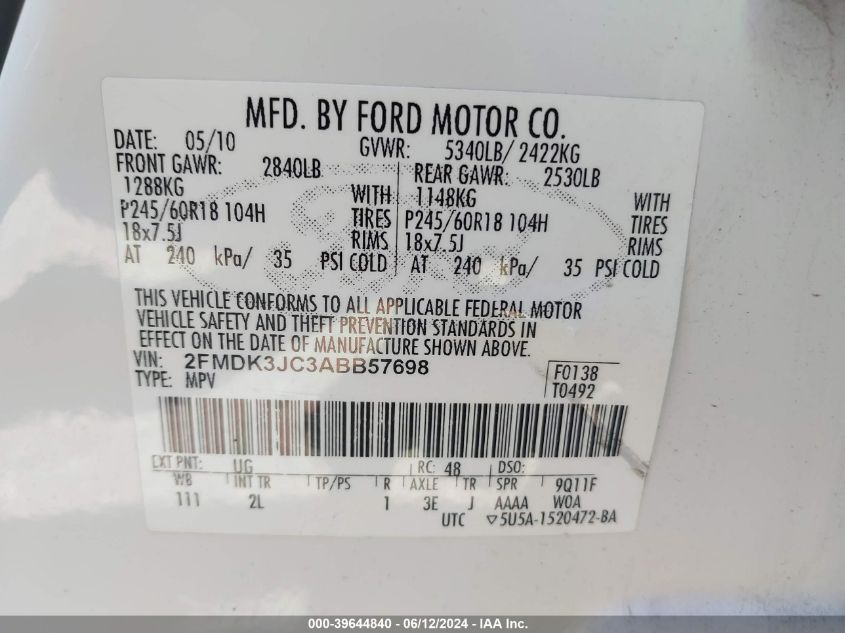 MFD. BY FORD MOTOR CO.
DATE: 05/10 GVWR: 5340LB/ 2422KG
FRONT GAWR: 2840LB REAR GAWR: 2530LB
1288KG WITH 1148KG WITH
P245/60R18 104H TIRES P245/60R18 104H TIRES
18x7.5J RIMS 18x7.5J RIMS
AT 240 kPa/ 35 PSI COLD AT 240 kPa/ 35 PSI COLD
THIS VEHICLE CONFORMS TO ALL APPLICABLE FEDERAL MOTOR
VEHICLE SAFETY AND THEFT PREVENTION STANDARDS IN
EFFECT ON THE DATE OF MANUFACTURE SHOWN ABOVE.
VIN: 2FMDK3JC3ABB57698 F0138
TYPE: MPV T0492
EXT PNT: UG RC: 48 DSO:
WB INT TR TP/PS R AXLE TR SPR 9Q11F
111 2L 1 3E J AAAA WOA
UTC ▽5U5A-1520472-BA
000-39644840 - 06/12/2024 - IAA Inc.